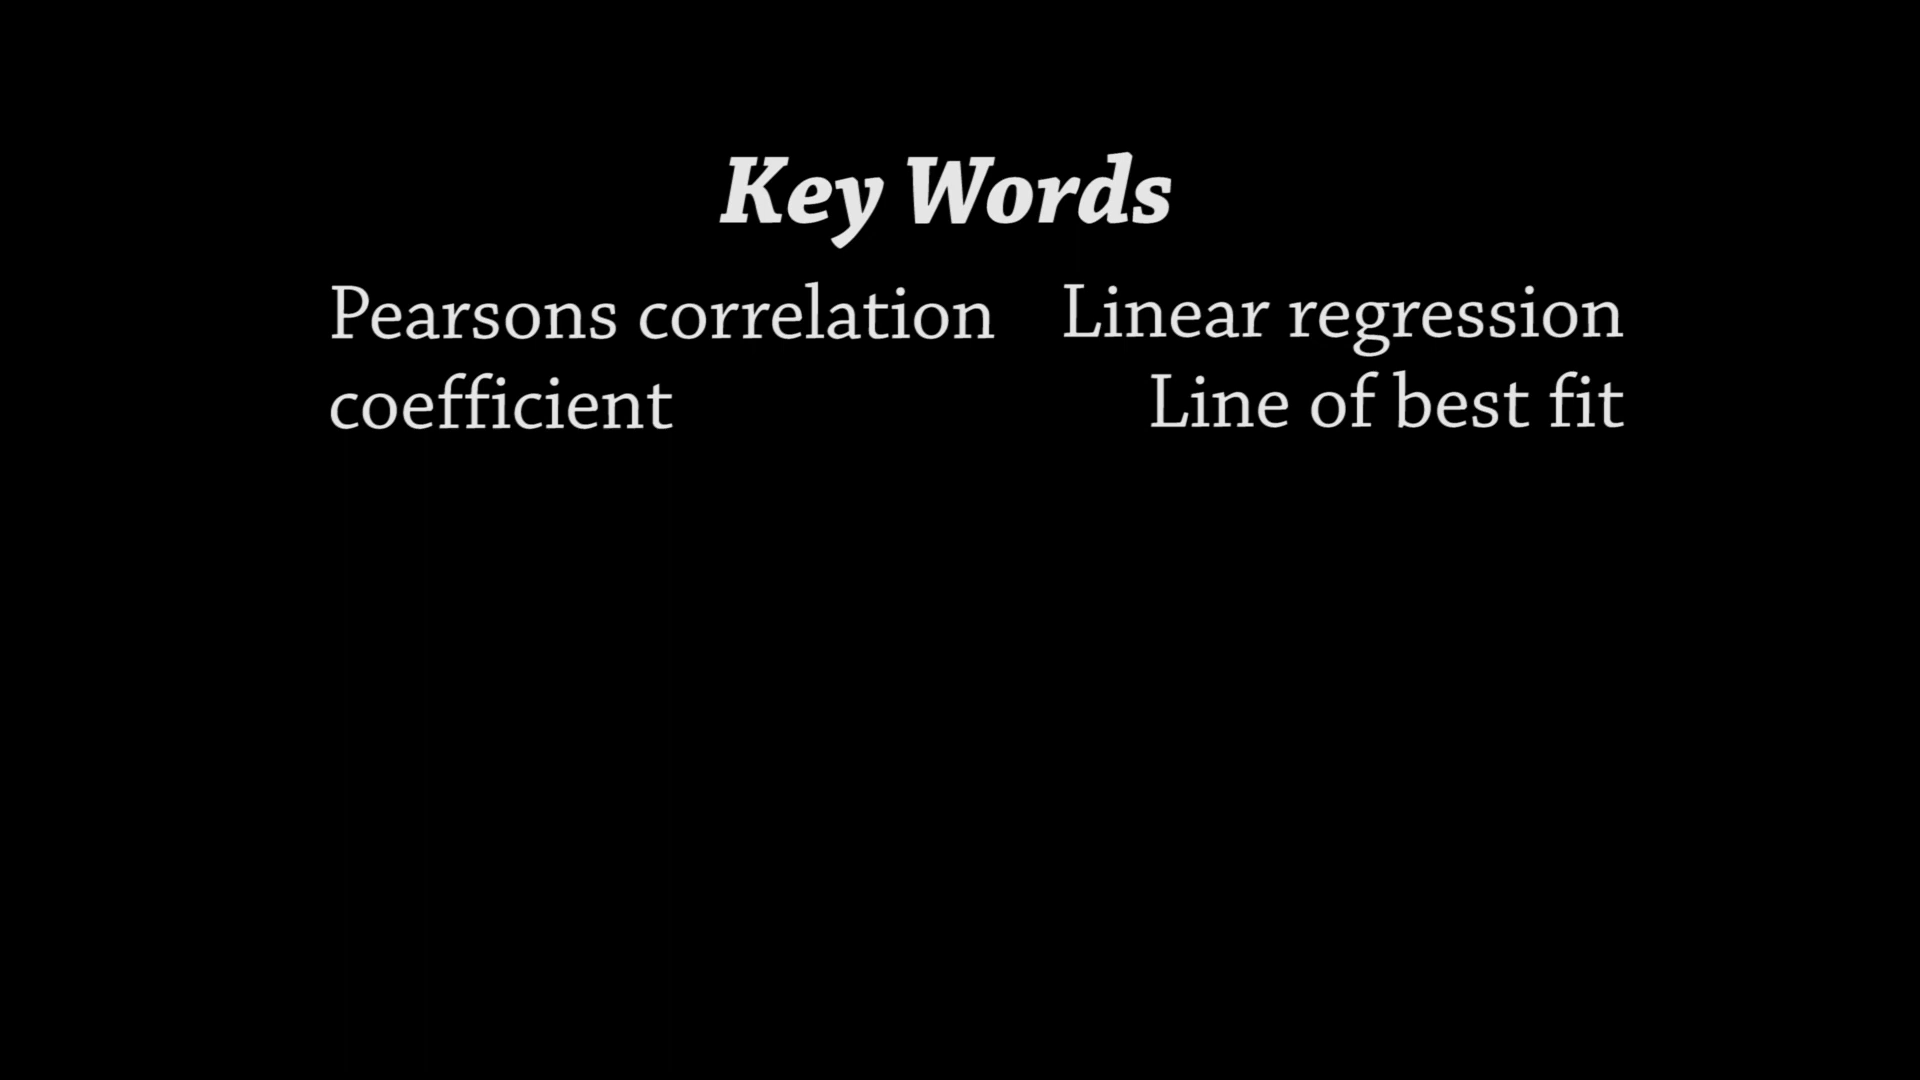 Key Words
Pearsons correlation
coefficient
Linear regression
Line of best fit